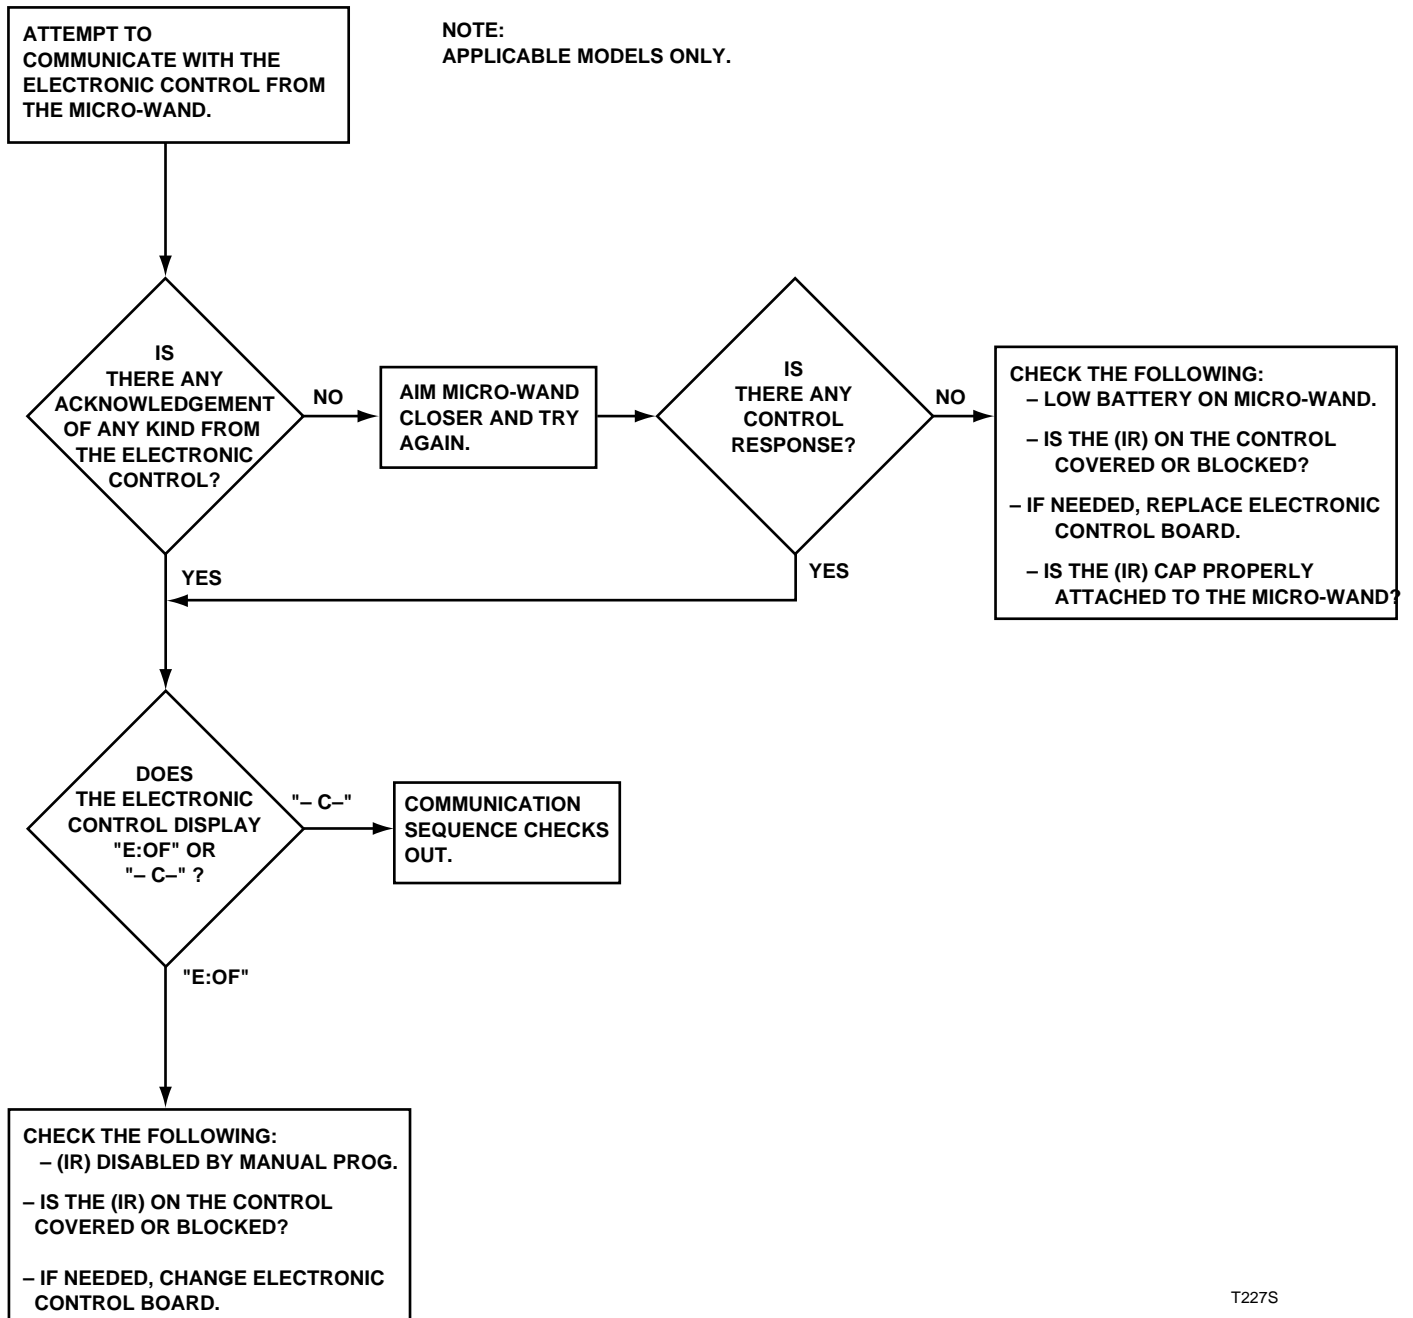 ATTEMPT TO
COMMUNICATE WITH THE
ELECTRONIC CONTROL FROM
THE MICRO-WAND.
NOTE:
APPLICABLE MODELS ONLY.
IS
THERE ANY
ACKNOWLEDGEMENT
OF ANY KIND FROM
THE ELECTRONIC
CONTROL?
NO
AIM MICRO-WAND
CLOSER AND TRY
AGAIN.
IS
THERE ANY
CONTROL
RESPONSE?
NO
CHECK THE FOLLOWING:
– LOW BATTERY ON MICRO-WAND.
– IS THE (IR) ON THE CONTROL
COVERED OR BLOCKED?
– IF NEEDED, REPLACE ELECTRONIC
CONTROL BOARD.
– IS THE (IR) CAP PROPERLY
ATTACHED TO THE MICRO-WAND?
YES
YES
DOES
THE ELECTRONIC
CONTROL DISPLAY
"E:OF" OR
"– C–" ?
"– C–"
COMMUNICATION
SEQUENCE CHECKS
OUT.
"E:OF"
CHECK THE FOLLOWING:
– (IR) DISABLED BY MANUAL PROG.
– IS THE (IR) ON THE CONTROL
COVERED OR BLOCKED?
– IF NEEDED, CHANGE ELECTRONIC
CONTROL BOARD.
T227S